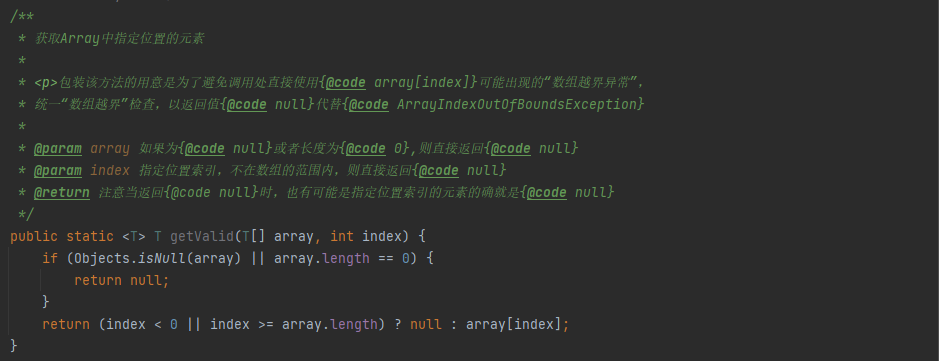 /**
 * 获取Array中指定位置的元素
 *
 * <p>包装该方法的用意是为了避免调用处直接使用{@code array[index]}可能出现的“数组越界异常”,
 * 统一“数组越界”检查，以返回值{@code null}代替{@code ArrayIndexOutOfBoundsException}
 *
 * @param array 如果为{@code null}或者长度为{@code 0},则直接返回{@code null}
 * @param index 指定位置索引，不在数组的范围内，则直接返回{@code null}
 * @return 注意当返回{@code null}时，也有可能是指定位置索引的元素的确就是{@code null}
 */
public static <T> T getValid(T[] array, int index) {
    if (Objects.isNull(array) || array.length == 0) {
        return null;
    }
    return (index < 0 || index >= array.length) ? null : array[index];
}